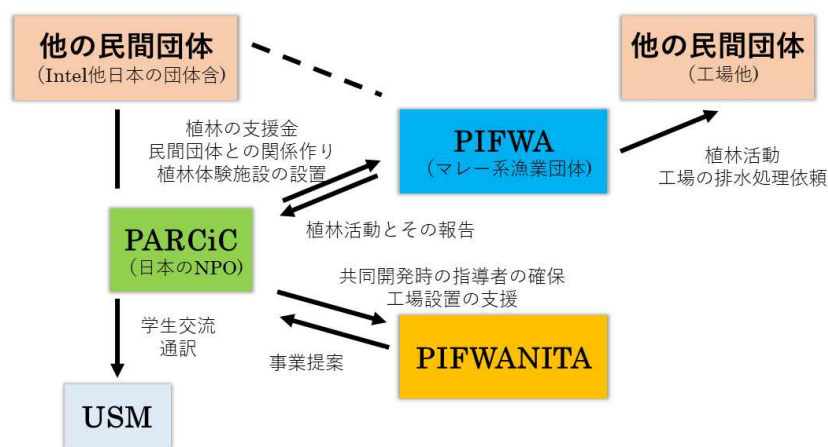 他の民間団体
（Intel他日本の団体含）
他の民間団体
（工場他）
植林の支援金
民間団体との関係作り
植林体験施設の設置
PIFWA
（マレー系漁業団体）
植林活動
工場の排水処理依頼
PARCiC
（日本のNPO）
植林活動とその報告
共同開発時の指導者の確保
工場設置の支援
学生交流
通訳
事業提案
PIFWANITA
USM